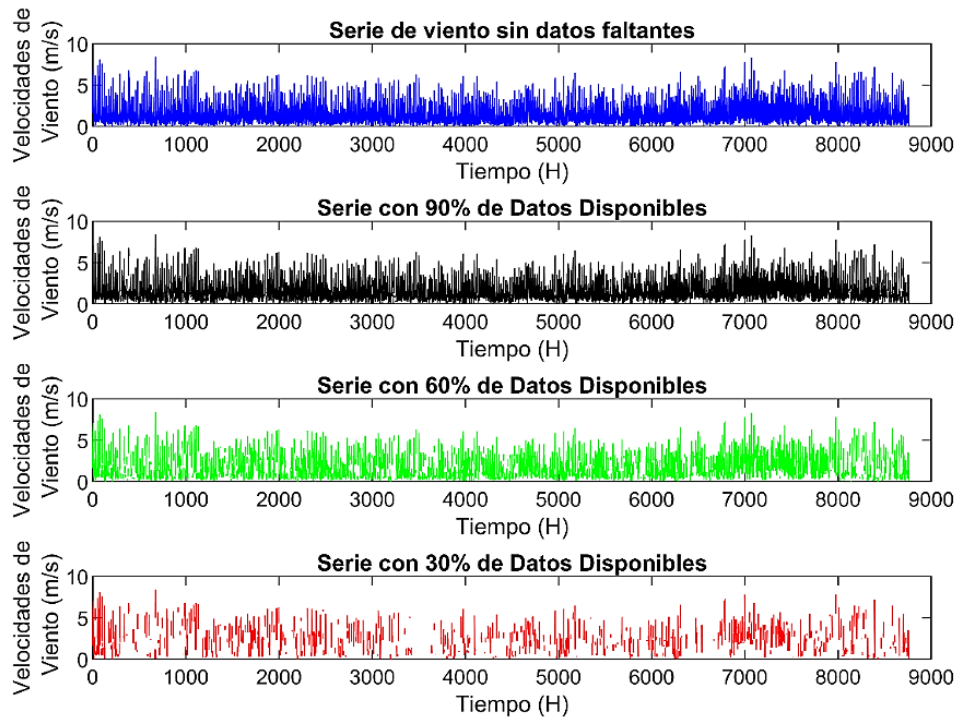 Serie de viento sin datos faltantes
Velocidades de
Viento (m/s)
10
5
0
0 1000 2000 3000 4000 5000 6000 7000 8000 9000
Tiempo (H)
Serie con 90% de Datos Disponibles
Velocidades de
Viento (m/s)
10
5
0
0 1000 2000 3000 4000 5000 6000 7000 8000 9000
Tiempo (H)
Serie con 60% de Datos Disponibles
Velocidades de
Viento (m/s)
10
5
0
0 1000 2000 3000 4000 5000 6000 7000 8000 9000
Tiempo (H)
Serie con 30% de Datos Disponibles
Velocidades de
Viento (m/s)
10
5
0
0 1000 2000 3000 4000 5000 6000 7000 8000 9000
Tiempo (H)